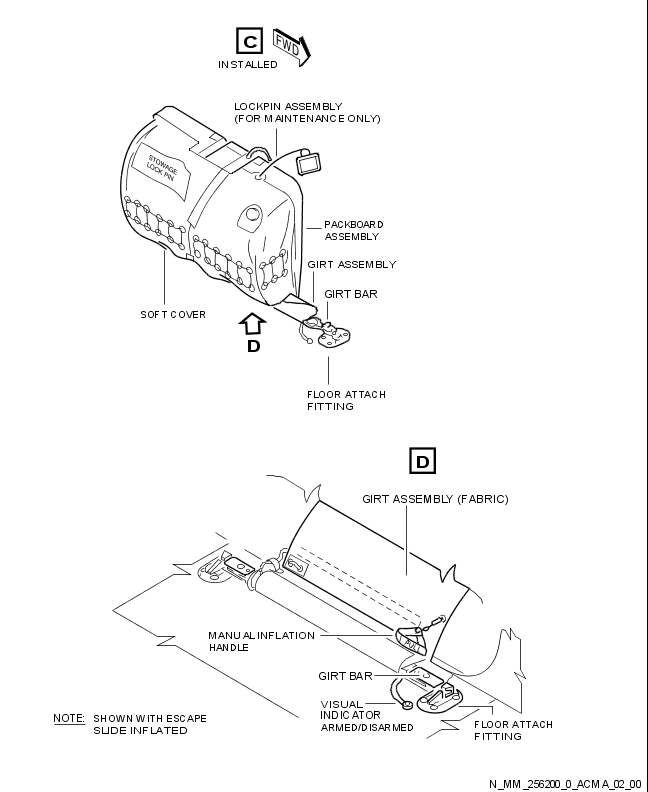 C FWD
INSTALLED
LOCKPIN ASSEMBLY
(FOR MAINTENANCE ONLY)
STOWAGE
LOCK PIN
PACKBOARD
ASSEMBLY
GIRT ASSEMBLY
GIRT BAR
SOFT COVER
D
FLOOR ATTACH
FITTING
D
GIRT ASSEMBLY (FABRIC)
MANUAL INFLATION
HANDLE
PULL
GIRT BAR
VISUAL
INDICATOR
ARMED/DISARMED
NOTE: SHOWN WITH ESCAPE
SLIDE INFLATED
FLOOR ATTACH
FITTING
N_MM_256200_0_ACMA_02_00